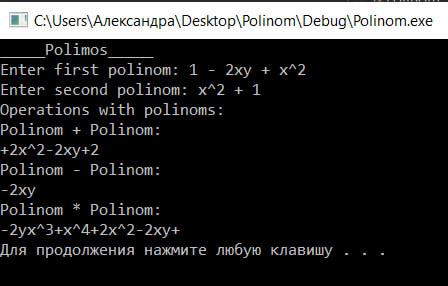 C:\Users\Александра\Desktop\Polinom\Debug\Polinom.exe
_____Polimos_____
Enter first polinom: 1 - 2xy + x^2
Enter second polinom: x^2 + 1
Operations with polinoms:
Polinom + Polinom:
+2x^2-2xy+2
Polinom - Polinom:
-2xy
Polinom * Polinom:
-2yx^3+x^4+2x^2-2xy+
Для продолжения нажмите любую клавишу . . .